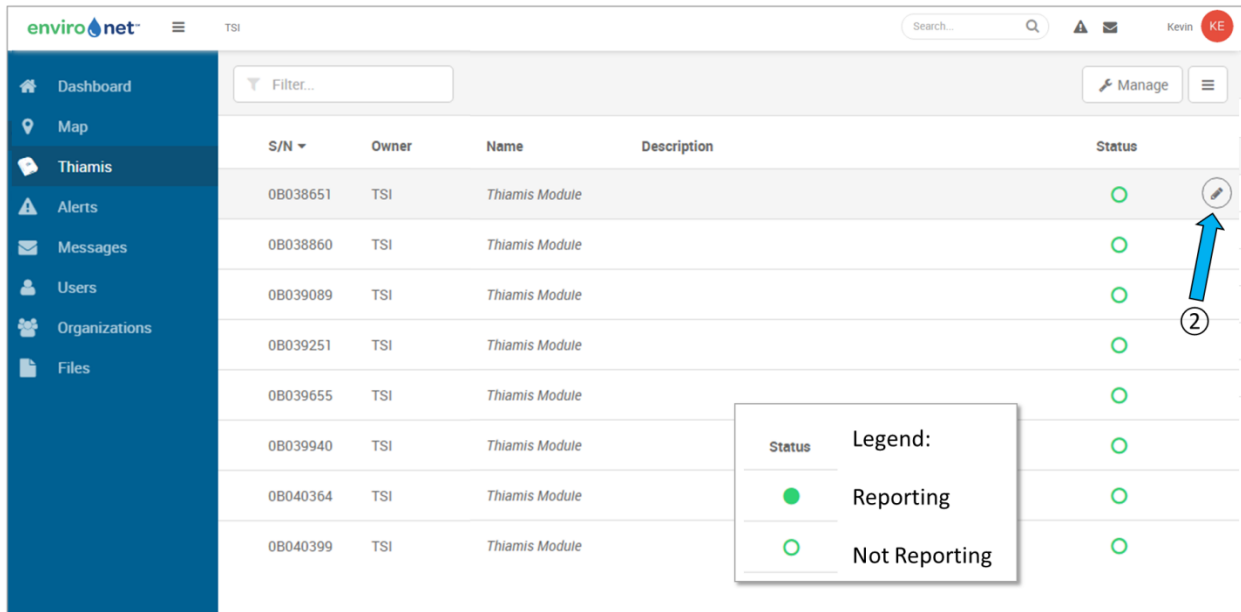 enviro net™ TSI Search... Kevin KE
Dashboard
Map
Thiamis
Alerts
Messages
Users
Organizations
Files
Filter... Manage
S/N Owner Name Description Status
0B038651 TSI Thiamis Module
0B038860 TSI Thiamis Module
0B039089 TSI Thiamis Module
0B039251 TSI Thiamis Module
0B039655 TSI Thiamis Module
0B039940 TSI Thiamis Module
0B040364 TSI Thiamis Module
0B040399 TSI Thiamis Module
②
Status Legend:
Reporting
Not Reporting